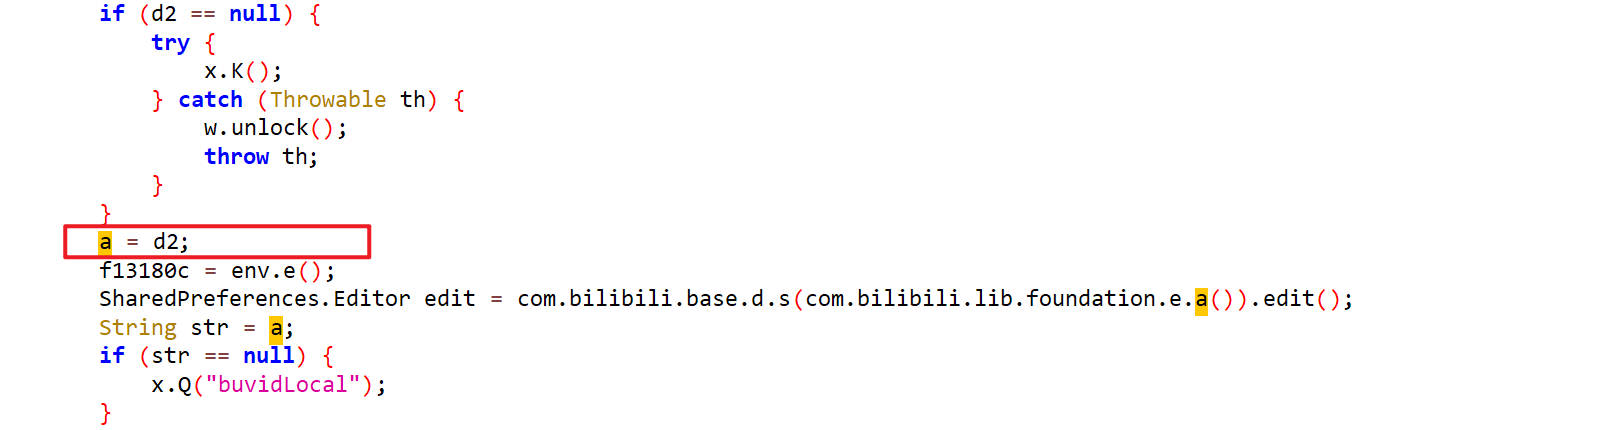 if (d2 == null) {
try {
x.K();
} catch (Throwable th) {
w.unlock();
throw th;
}
}
a = d2;
f13180c = env.e();
SharedPreferences.Editor edit = com.bilibili.base.d.s(com.bilibili.lib.foundation.e.a()).edit();
String str = a;
if (str == null) {
x.Q("buvidLocal");
}